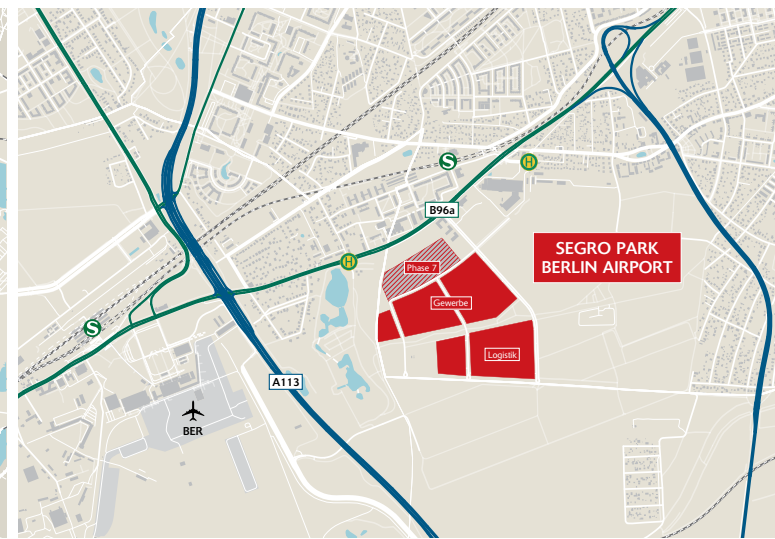 S
H
B96a
SEGRO PARK
BERLIN AIRPORT
H
Phase 7
Gewerbe
S
Logistik
A113
BER